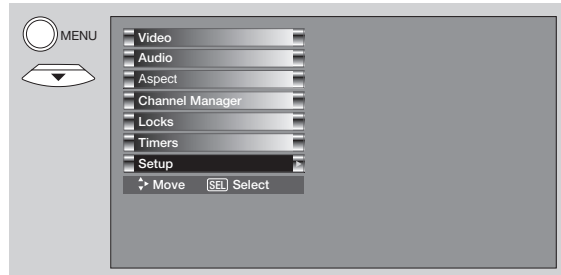 MENU
Video
Audio
Aspect
Channel Manager
Locks
Timers
Setup
Move SEL Select